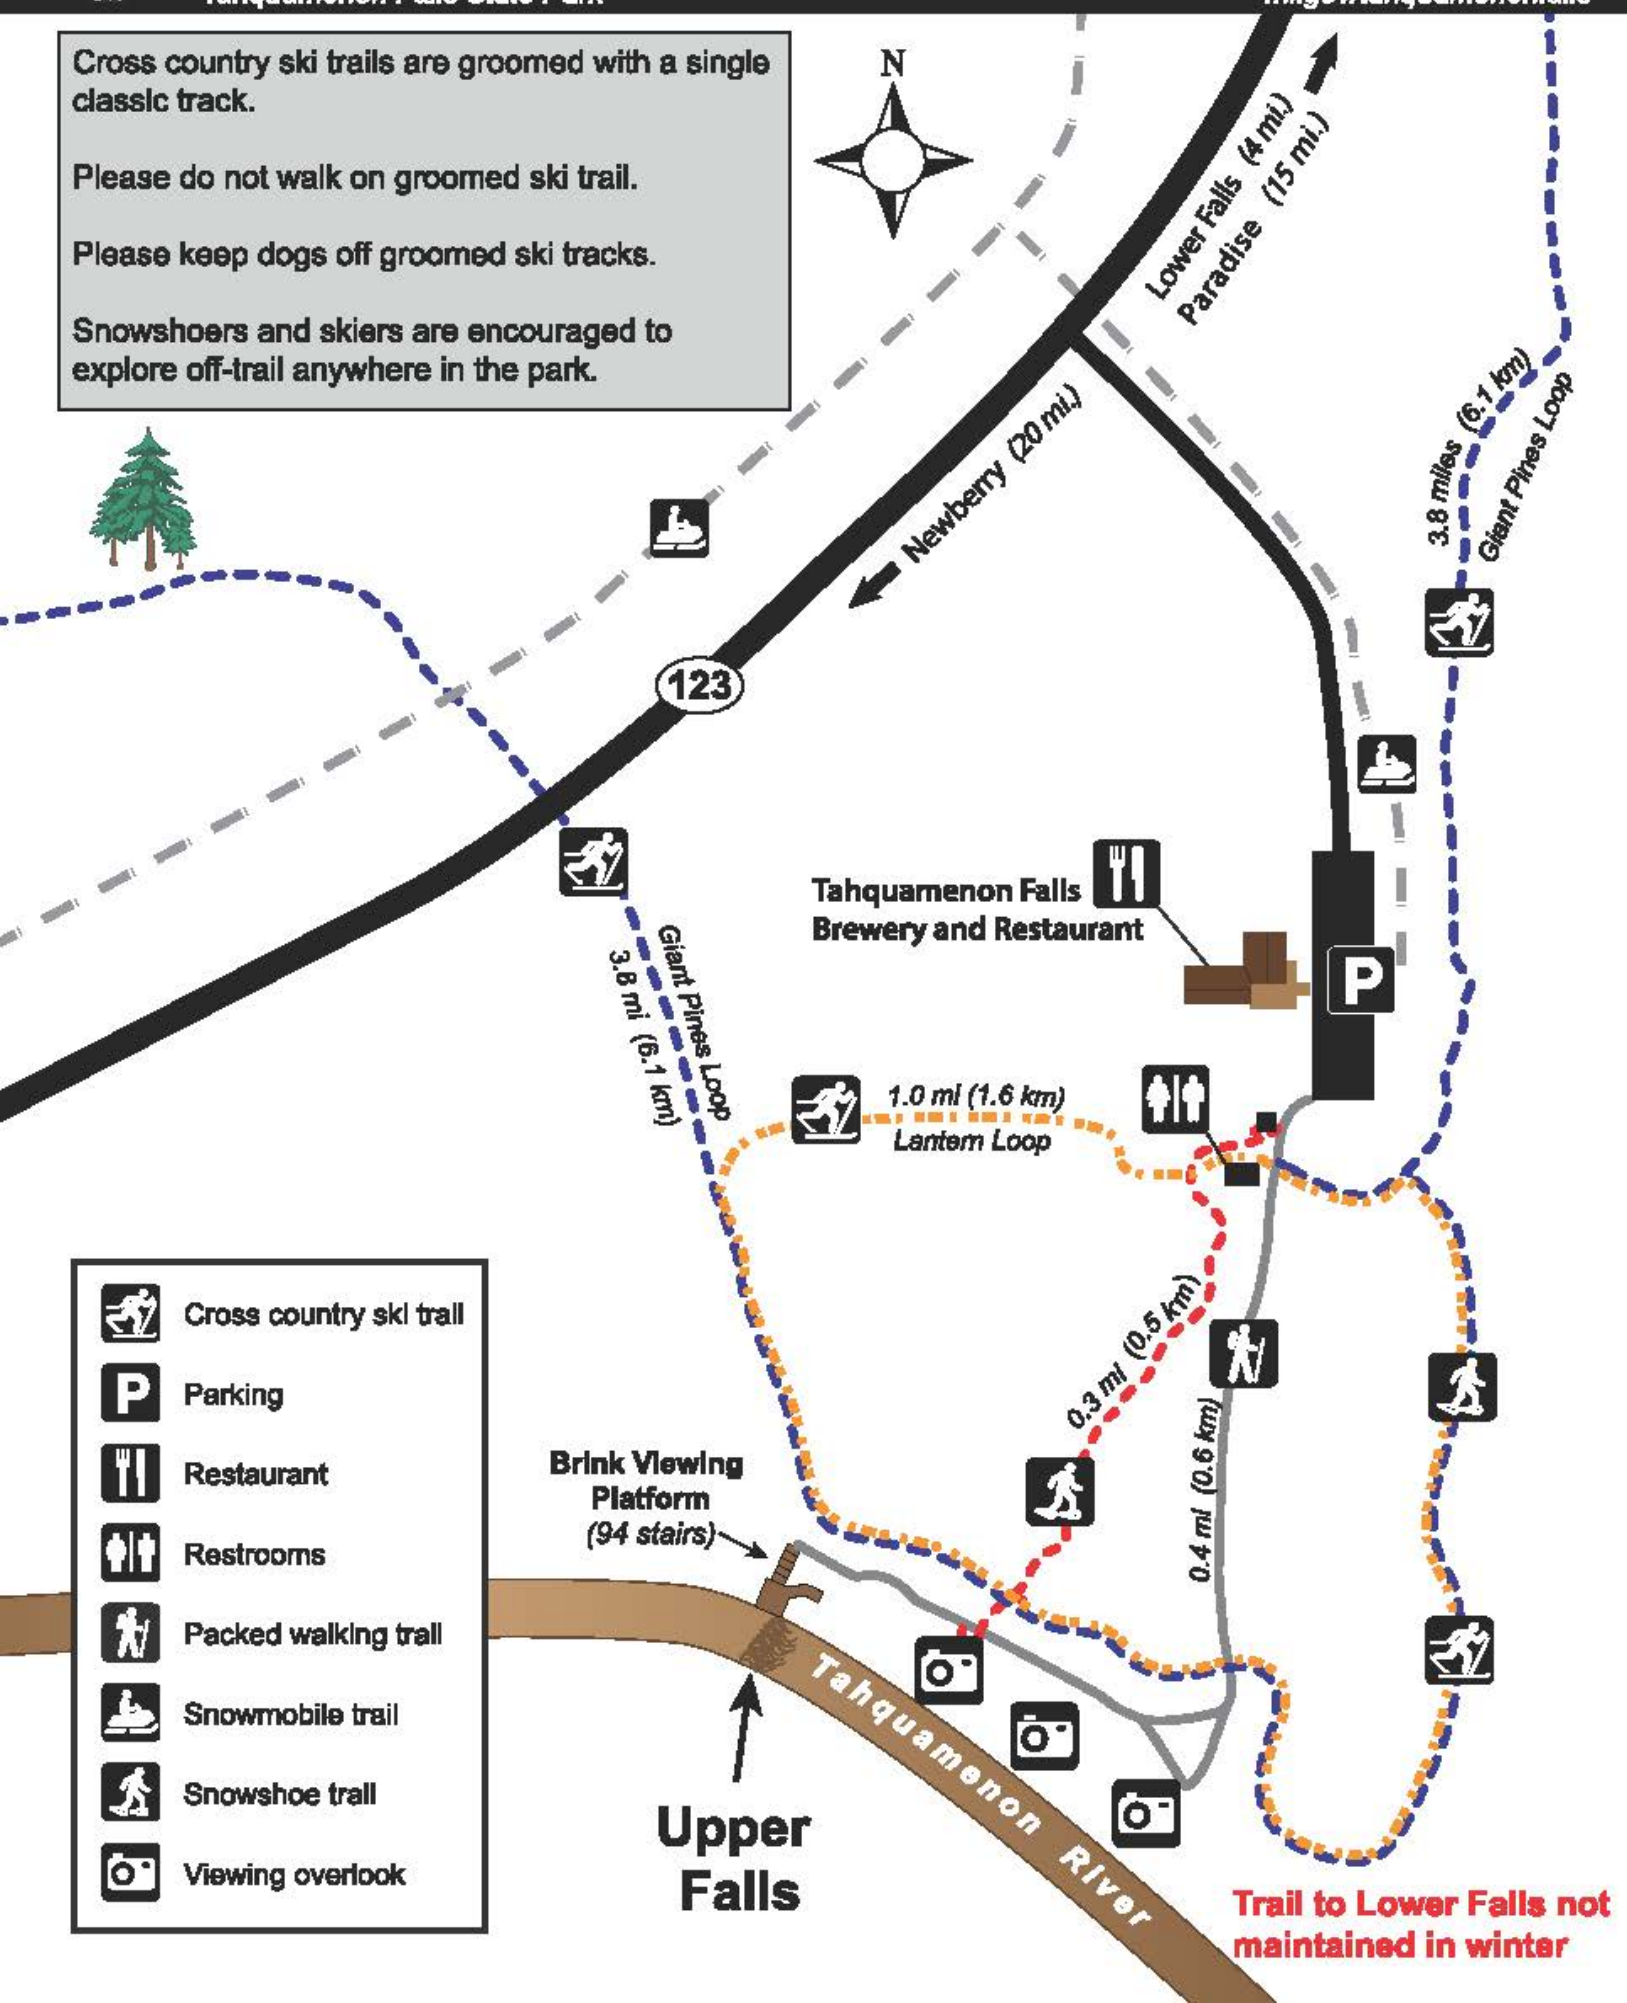 Tahquamenon Falls State Park
Cross country ski trails are groomed with a single
classic track.
Please do not walk on groomed ski trail.
Please keep dogs off groomed ski tracks.
Snowshoers and skiers are encouraged to
explore off-trail anywhere in the park.
N
Lower Falls (4 mi.)
Paradise (15 mi.)
Newberry (20 mi.)
3.8 miles (6.1 km)
Giant Pines Loop
123
Tahquamenon Falls
Brewery and Restaurant
P
Giant Pines Loop
3.8 mi (6.1 km)
1.0 mi (1.6 km)
Lantern Loop
0.3 mi (0.5 km)
0.4 mi (0.6 km)
Brink Viewing
Platform
(94 stairs)
Cross country ski trail
P Parking
Restaurant
Restrooms
Packed walking trail
Snowmobile trail
Snowshoe trail
Viewing overlook
Tahquamenon River
Upper
Falls
Trail to Lower Falls not
maintained in winter